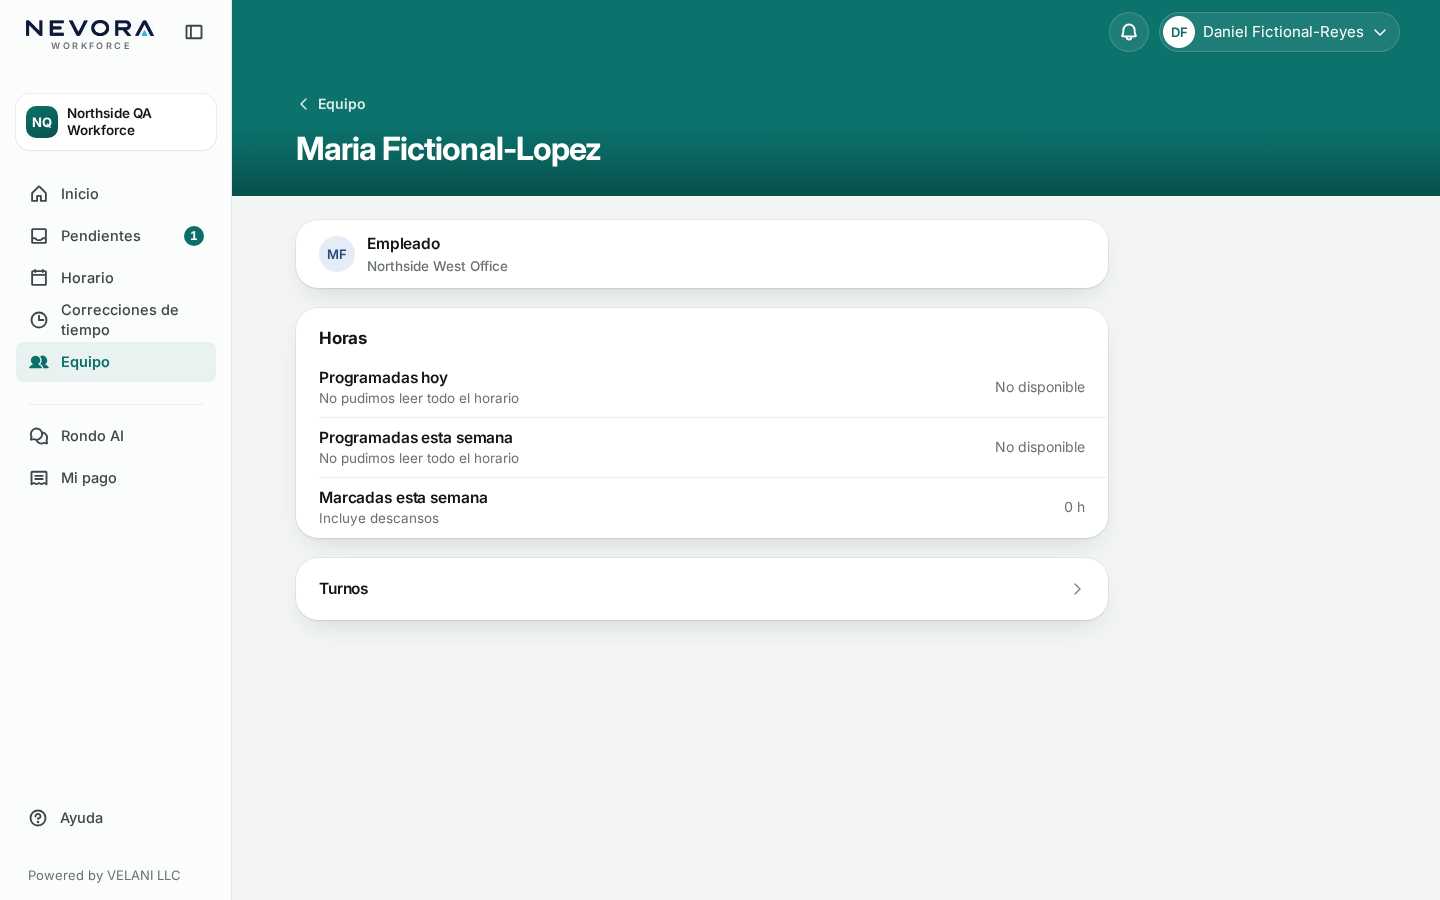 NEVORA
WORKFORCE
NQ
Northside QA
Workforce
Inicio
Pendientes
1
Horario
Correcciones de
tiempo
Equipo
Rondo AI
Mi pago
Ayuda
Powered by VELANI LLC
DF
Daniel Fictional-Reyes
Equipo
Maria Fictional-Lopez
MF
Empleado
Northside West Office
Horas
Programadas hoy
No pudimos leer todo el horario
No disponible
Programadas esta semana
No pudimos leer todo el horario
No disponible
Marcadas esta semana
Incluye descansos
0 h
Turnos